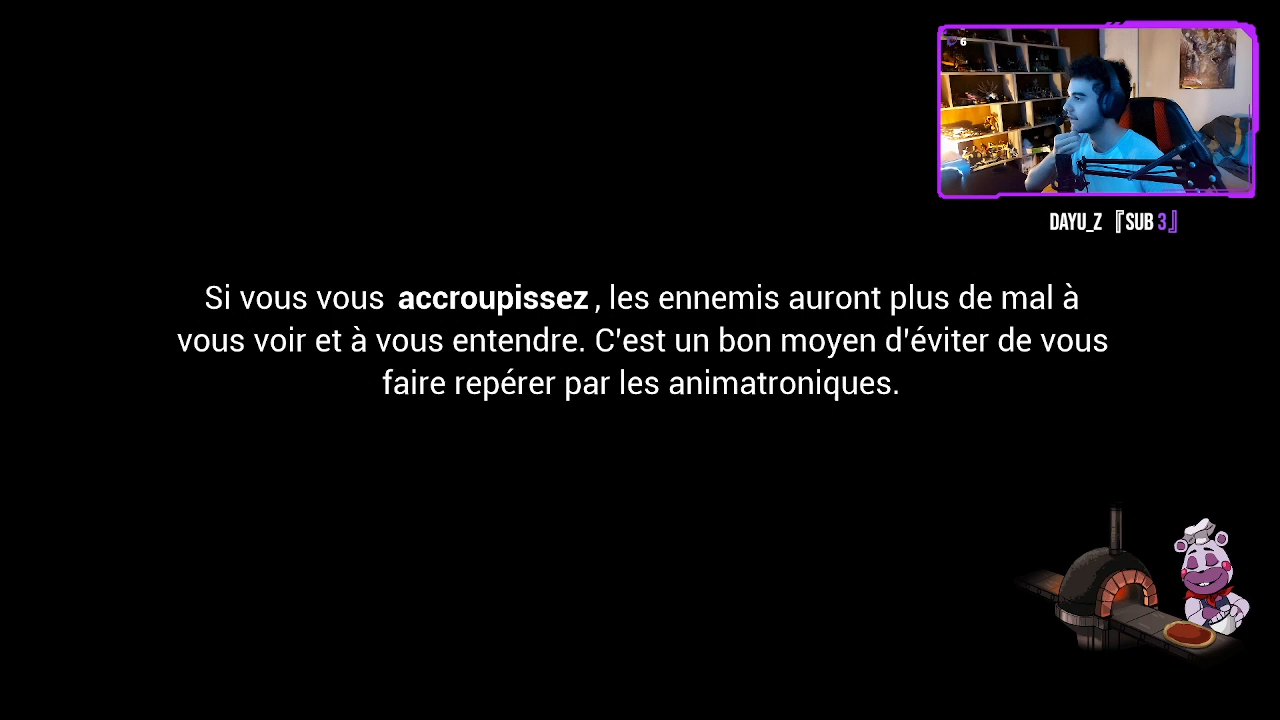 6
DAYU_Z 『SUB 3』
Si vous vous accroupissez, les ennemis auront plus de mal à
vous voir et à vous entendre. C'est un bon moyen d'éviter de vous
faire repérer par les animatroniques.